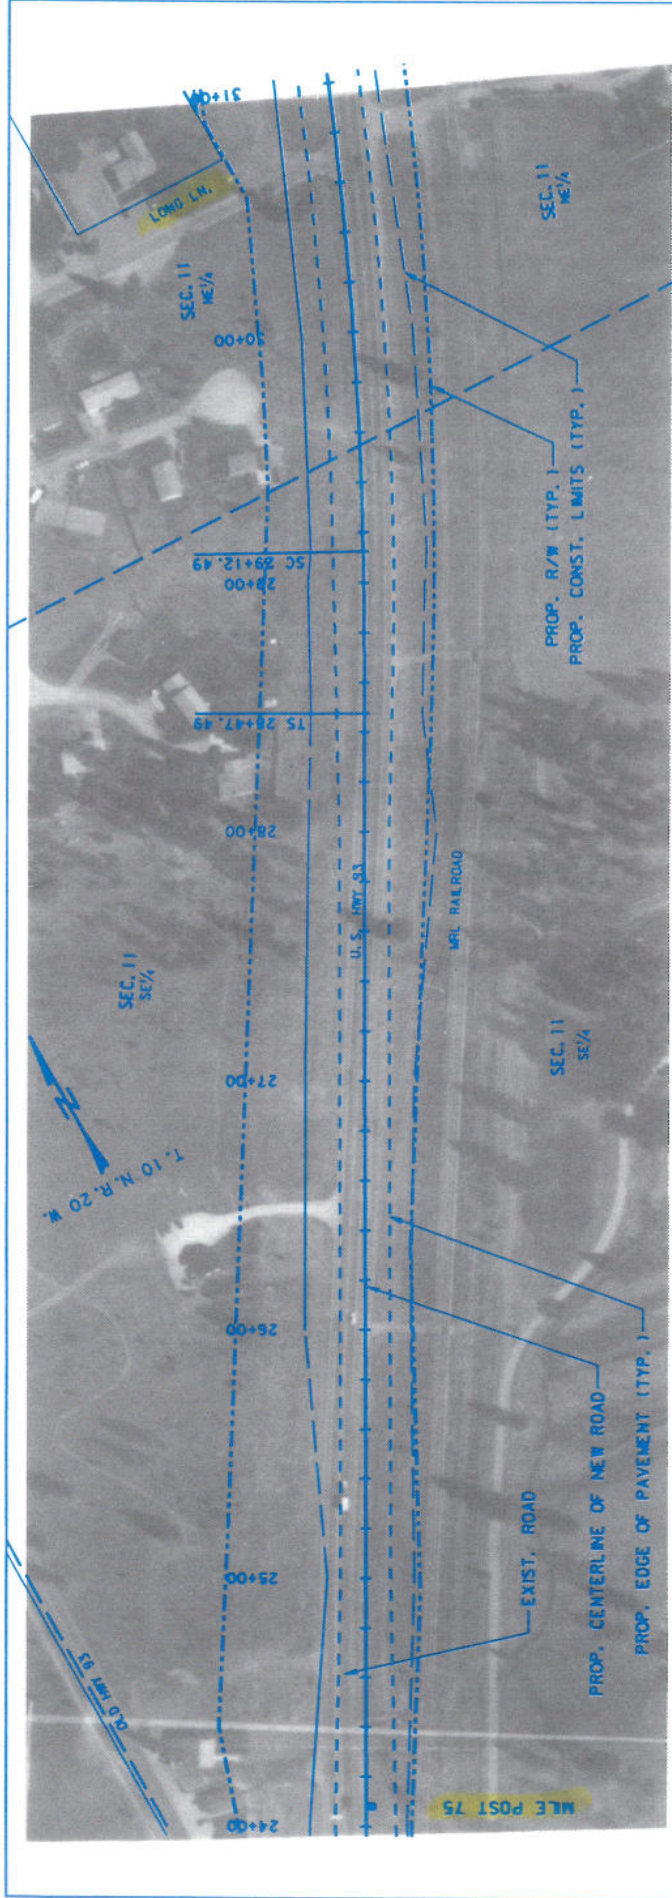 31+00
LONG LN.
SEC. 11
NE¼
SEC. 11
NE¼
30+00
SC 29+12.49
29+00
PROP. R/W (TYP.)
PROP. CONST. LIMITS (TYP.)
TS 28+47.49
28+00
U.S. HWY 93
MRL RAILROAD
SEC. 11
SE¼
SEC. 11
SE¼
27+00
N
T. 10 N. R. 20 W.
26+00
25+00
EXIST. ROAD
PROP. CENTERLINE OF NEW ROAD
PROP. EDGE OF PAVEMENT (TYP.)
OLD HWY 93
24+00
MILE POST 75